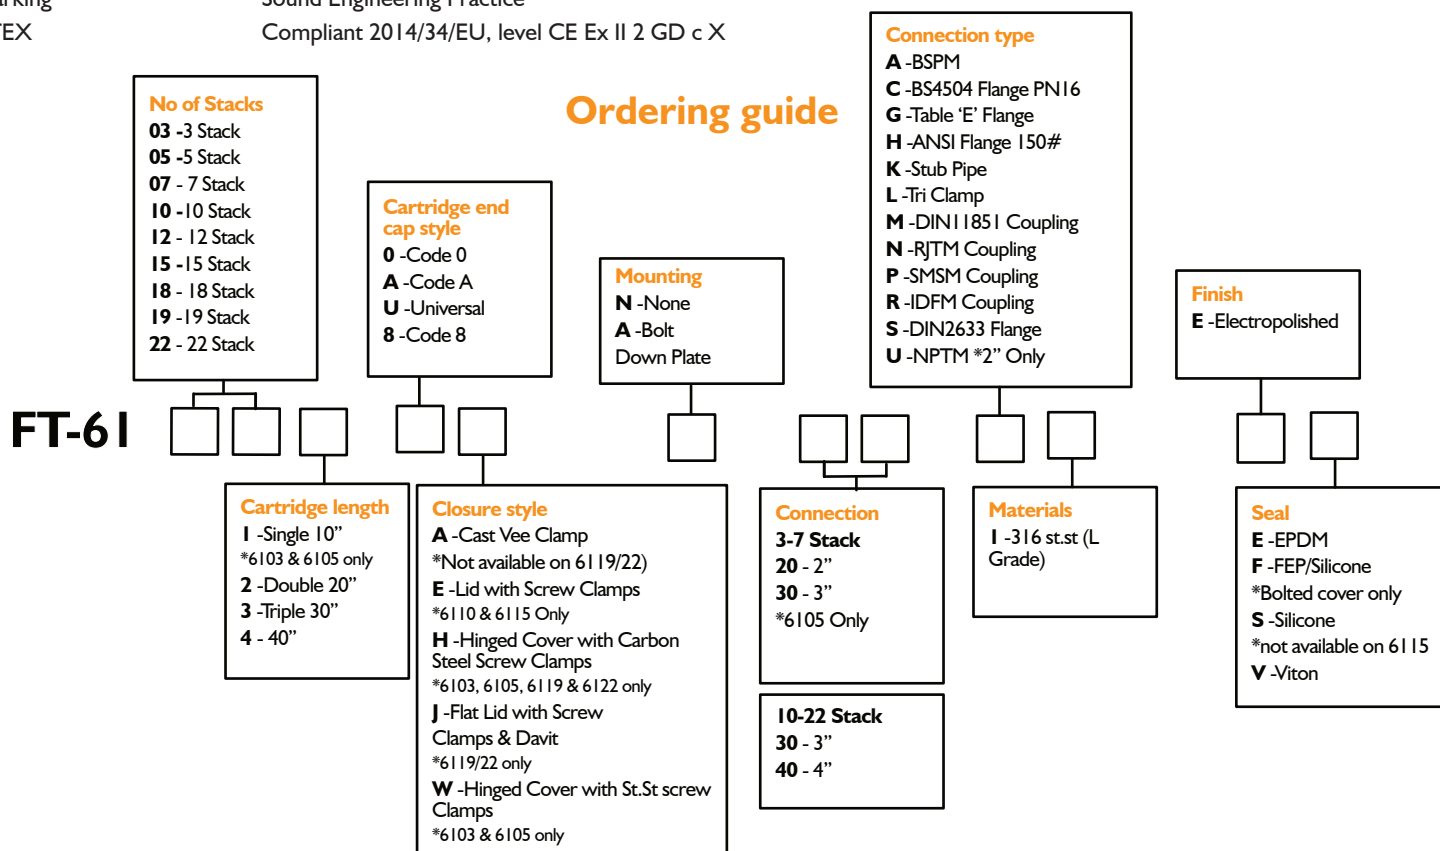 arking
Sound Engineering Practice
TEX
Compliant 2014/34/EU, level CE Ex II 2 GD c X
Ordering guide
No of Stacks
03 -3 Stack
05 -5 Stack
07 - 7 Stack
10 -10 Stack
12 - 12 Stack
15 -15 Stack
18 - 18 Stack
19 -19 Stack
22 - 22 Stack
Cartridge end
cap style
0 -Code 0
A -Code A
U -Universal
8 -Code 8
Mounting
N -None
A -Bolt
Down Plate
Connection type
A -BSPM
C -BS4504 Flange PN16
G -Table ‘E’ Flange
H -ANSI Flange 150#
K -Stub Pipe
L -Tri Clamp
M -DIN11851 Coupling
N -RJTM Coupling
P -SMSM Coupling
R -IDFM Coupling
S -DIN2633 Flange
U -NPTM *2” Only
Finish
E -Electropolished
FT-61
Cartridge length
1 -Single 10”
*6103 & 6105 only
2 -Double 20”
3 -Triple 30”
4 - 40”
Closure style
A -Cast Vee Clamp
*Not available on 6119/22)
E -Lid with Screw Clamps
*6110 & 6115 Only
H -Hinged Cover with Carbon
Steel Screw Clamps
*6103, 6105, 6119 & 6122 only
J -Flat Lid with Screw
Clamps & Davit
*6119/22 only
W -Hinged Cover with St.St screw
Clamps
*6103 & 6105 only
Connection
3-7 Stack
20 - 2”
30 - 3”
*6105 Only
10-22 Stack
30 - 3”
40 - 4”
Materials
1 -316 st.st (L
Grade)
Seal
E -EPDM
F -FEP/Silicone
*Bolted cover only
S -Silicone
*not available on 6115
V -Viton